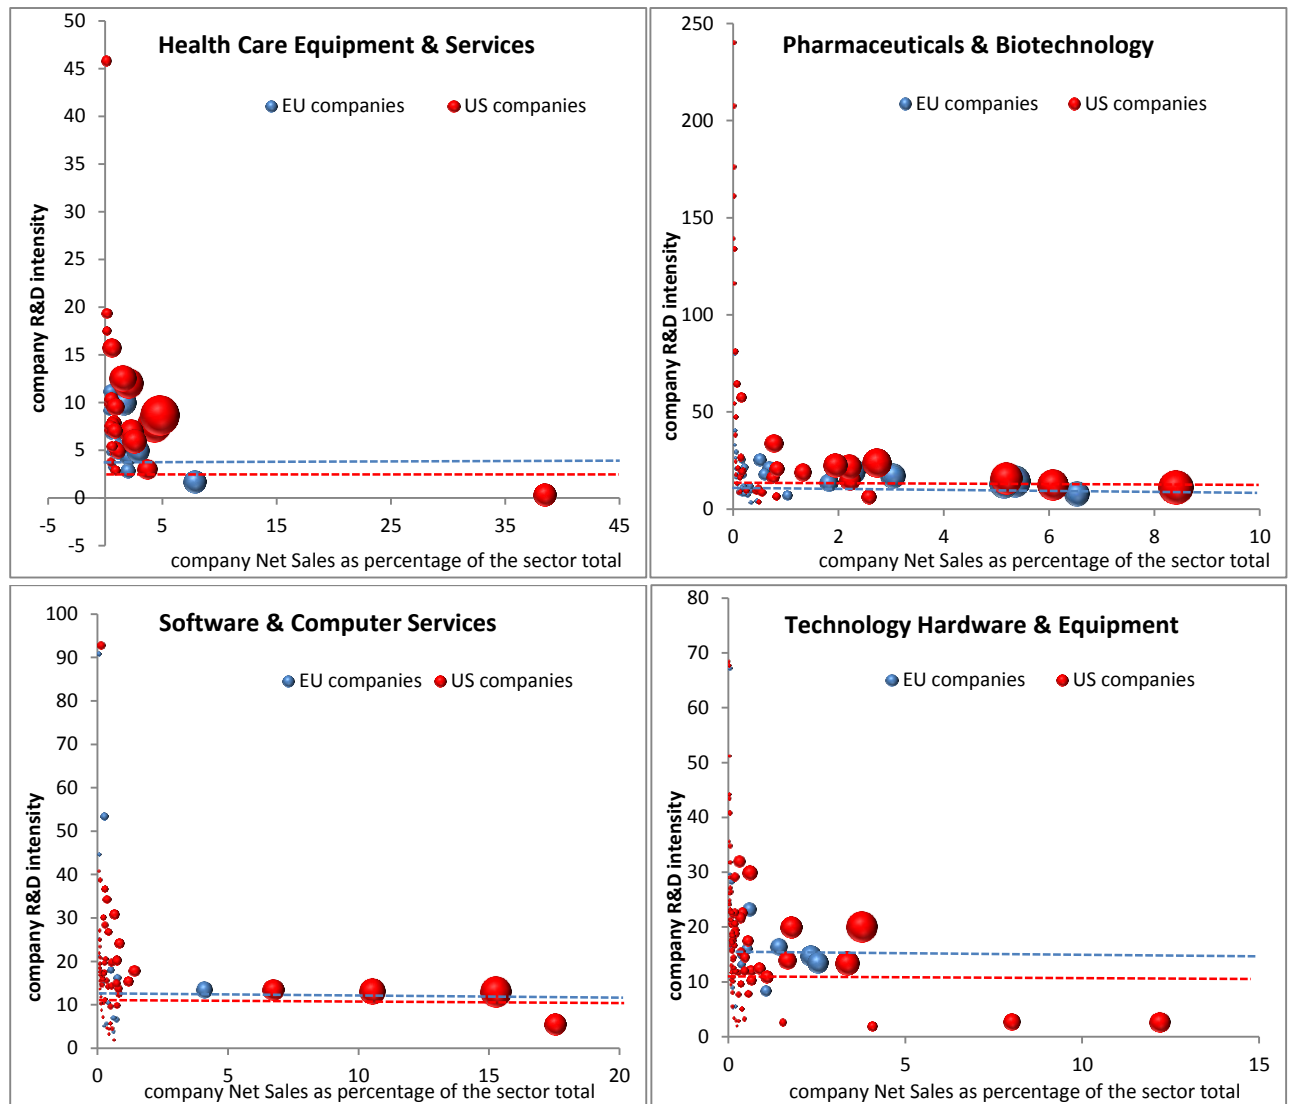 Health Care Equipment & Services
EU companies US companies
company R&D intensity
50
45
40
35
30
25
20
15
10
5
0
-5
-5 5 15 25 35 45
company Net Sales as percentage of the sector total
Pharmaceuticals & Biotechnology
EU companies US companies
company R&D intensity
250
200
150
100
50
0
0 2 4 6 8 10
company Net Sales as percentage of the sector total
Software & Computer Services
EU companies US companies
company R&D intensity
100
90
80
70
60
50
40
30
20
10
0
0 5 10 15 20
company Net Sales as percentage of the sector total
Technology Hardware & Equipment
EU companies US companies
company R&D intensity
80
70
60
50
40
30
20
10
0
0 5 10 15
company Net Sales as percentage of the sector total